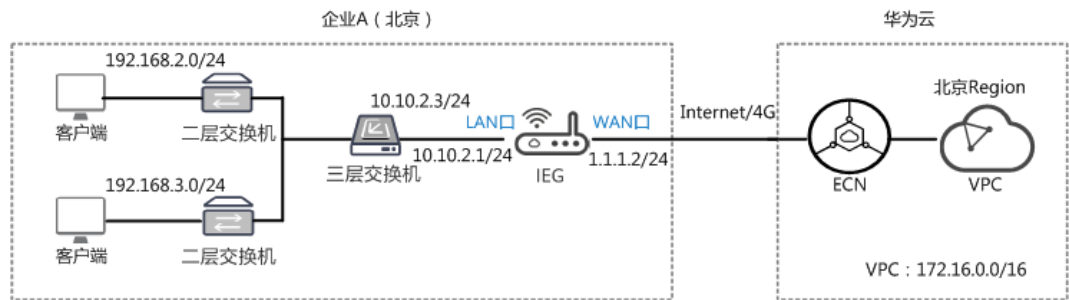 企业A（北京）
华为云
192.168.2.0/24
客户端
二层交换机
10.10.2.3/24
三层交换机
LAN口
10.10.2.1/24
IEG
WAN口
1.1.1.2/24
Internet/4G
ECN
北京Region
VPC
192.168.3.0/24
客户端
二层交换机
VPC：172.16.0.0/16